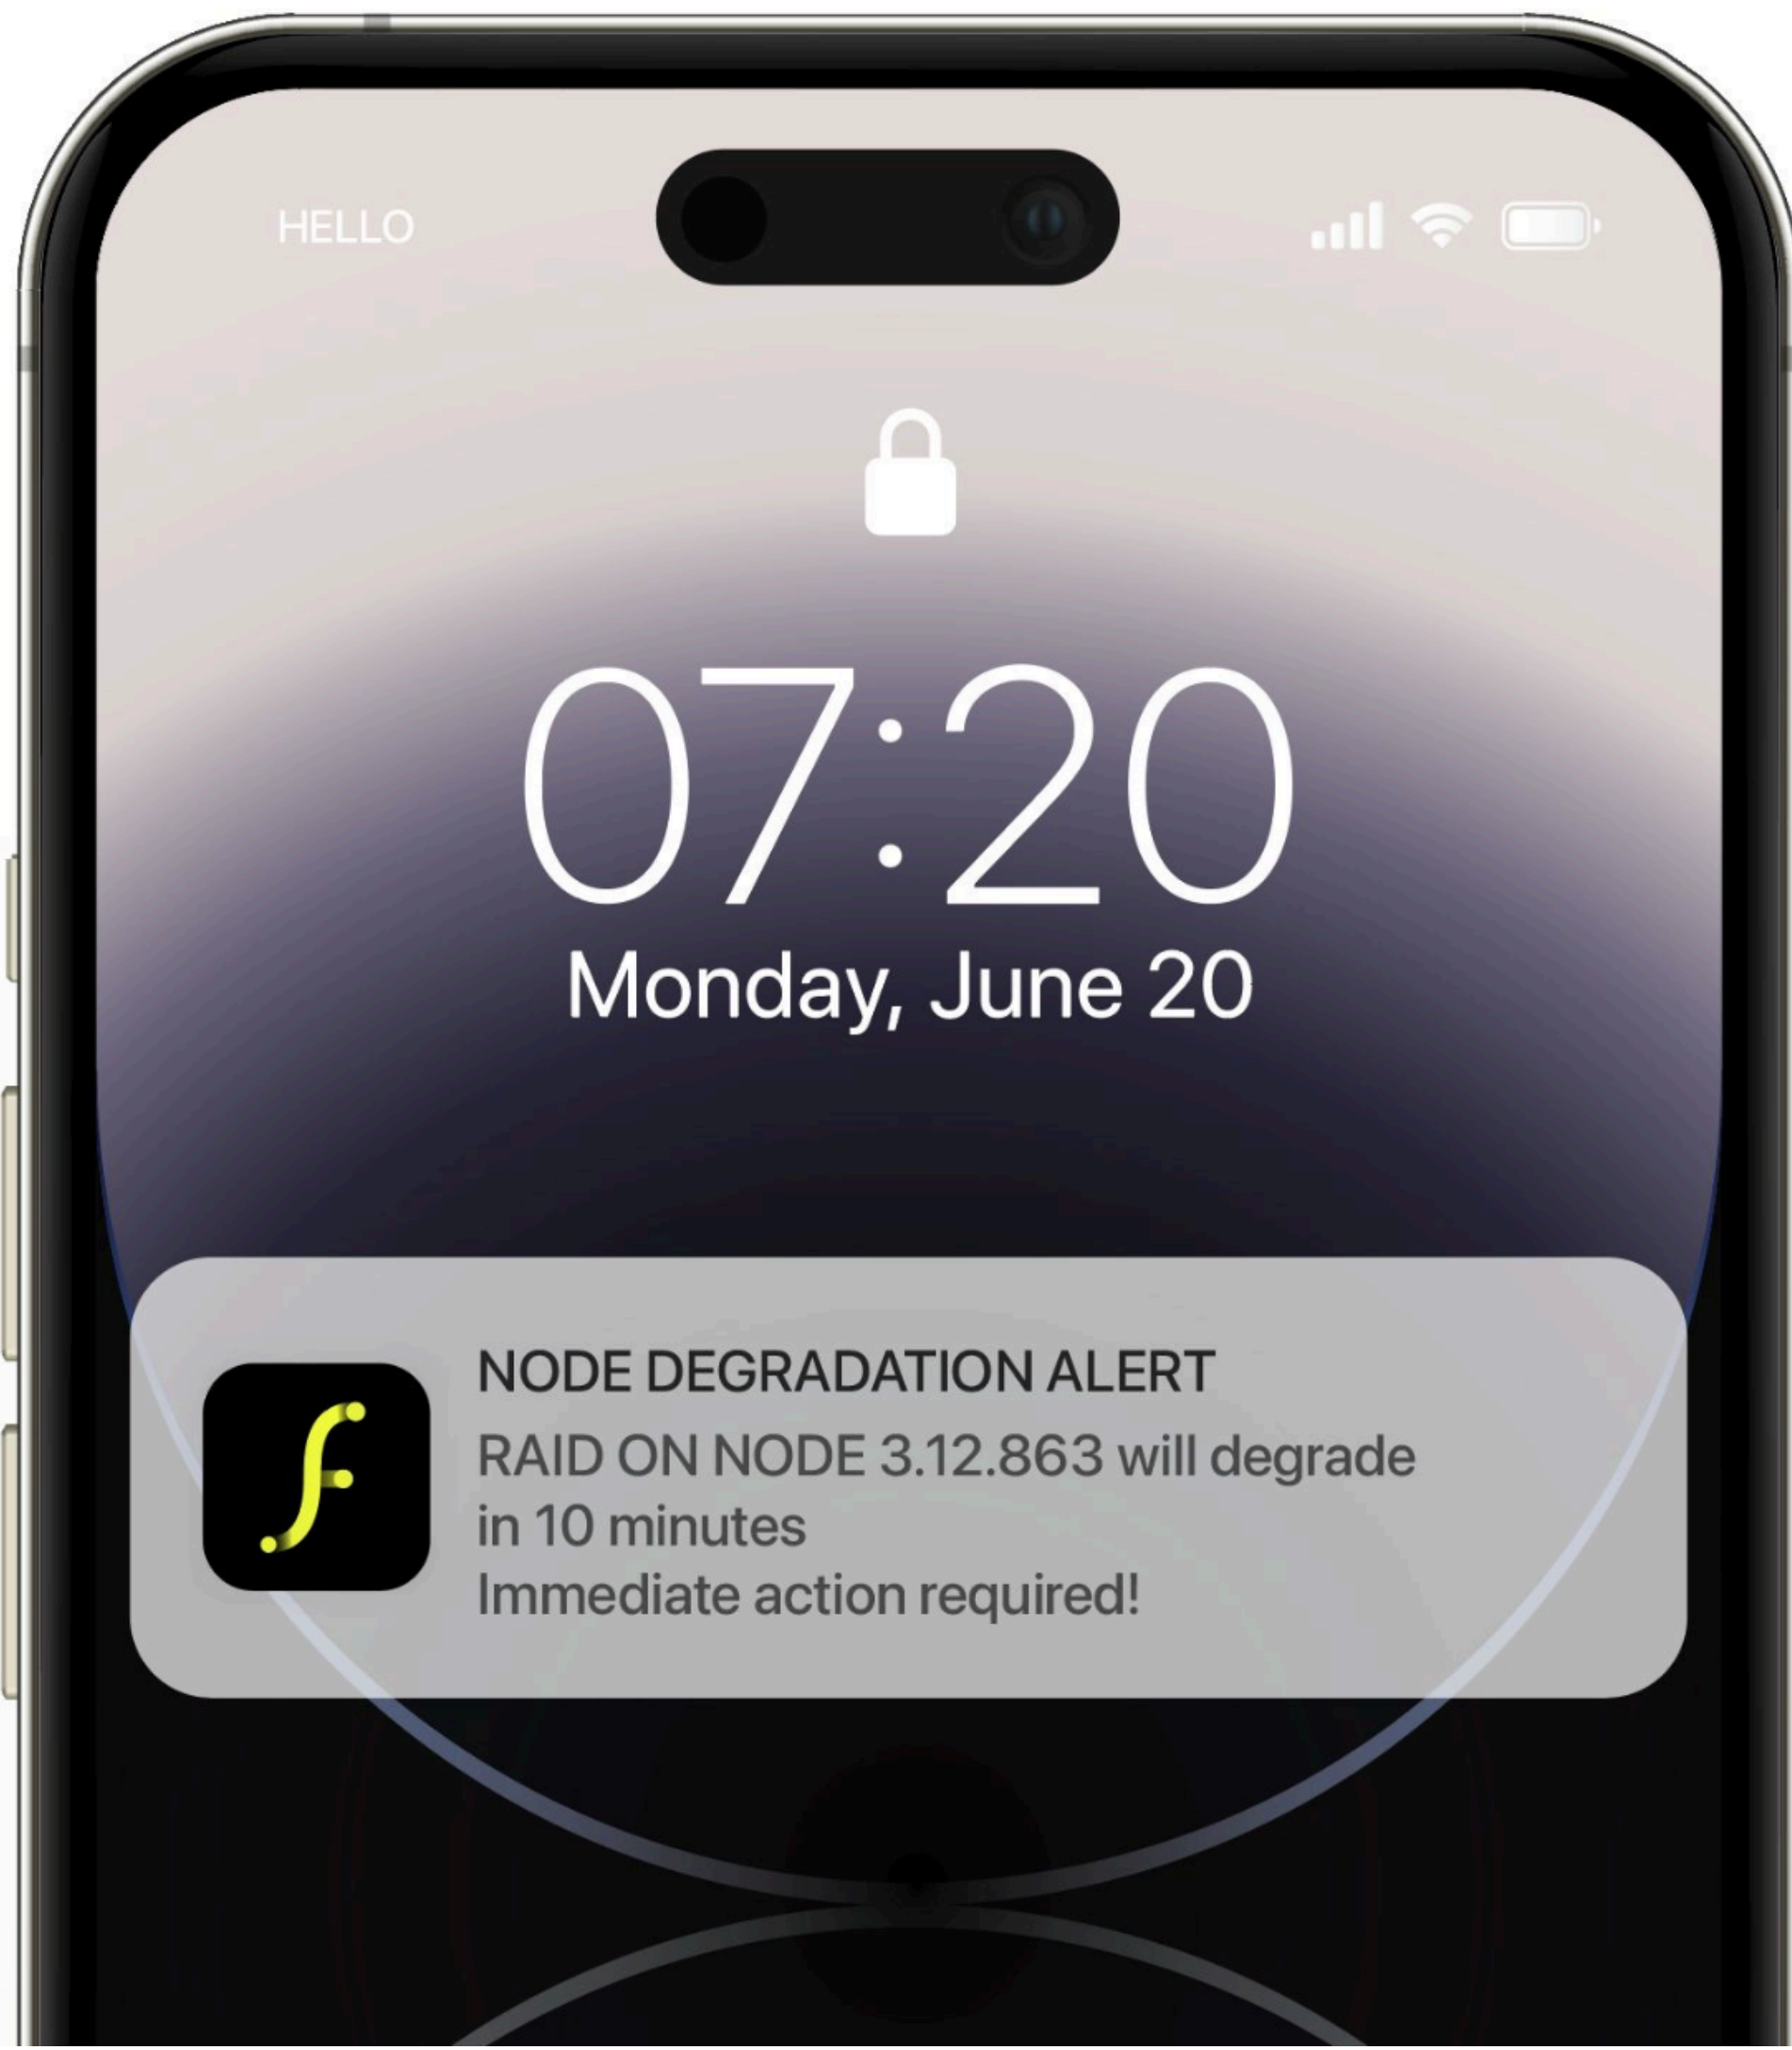 HELLO
07:20
Monday, June 20
NODE DEGRADATION ALERT
RAID ON NODE 3.12.863 will degrade
in 10 minutes
Immediate action required!